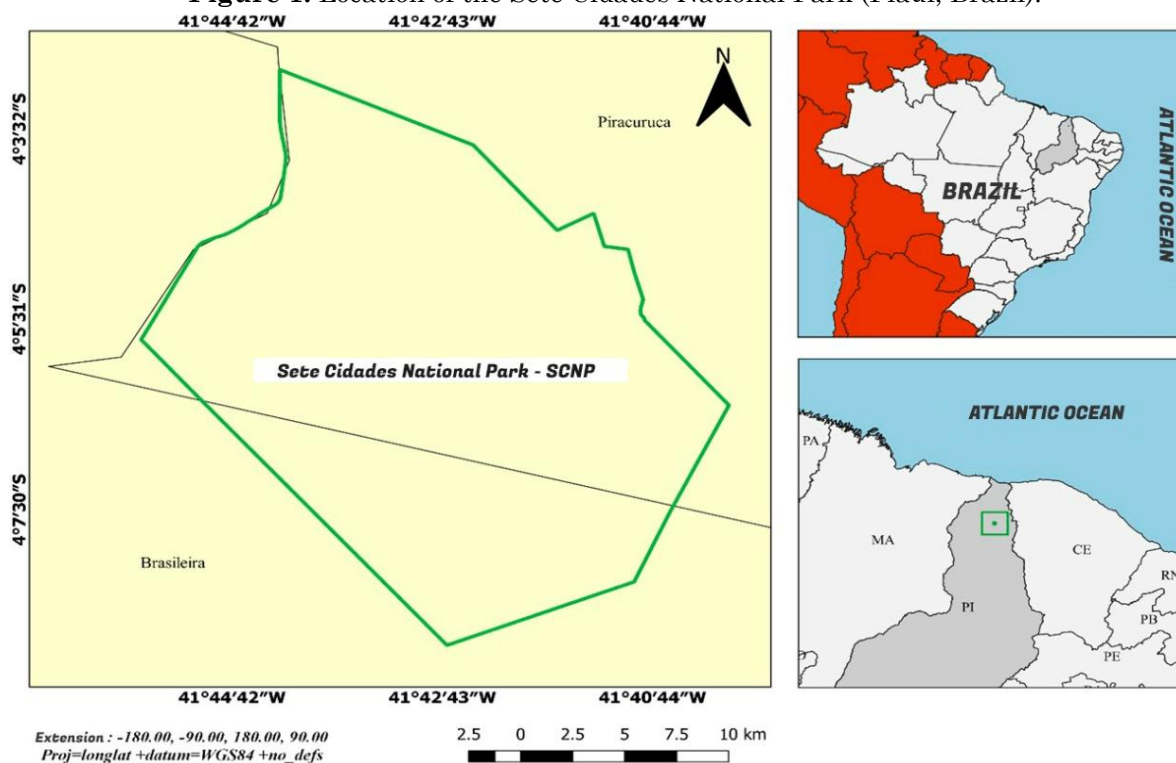 Figure 1. Location of the Sete Cidades National Park (Piauí, Brazil).
41°44'42"W 41°42'43"W 41°40'44"W
N
Piracuruca
4°3'32"S
4°5'31"S
Sete Cidades National Park - SCNP
4°7'30"S
Brasileira
41°44'42"W 41°42'43"W 41°40'44"W
Extension : -180.00, -90.00, 180.00, 90.00
Proj=longlat +datum=WGS84 +no_defs
2.5 0 2.5 5 7.5 10 km
BRAZIL
ATLANTIC OCEAN
ATLANTIC OCEAN
PA
MA
CE
RN
PI
PB
PE